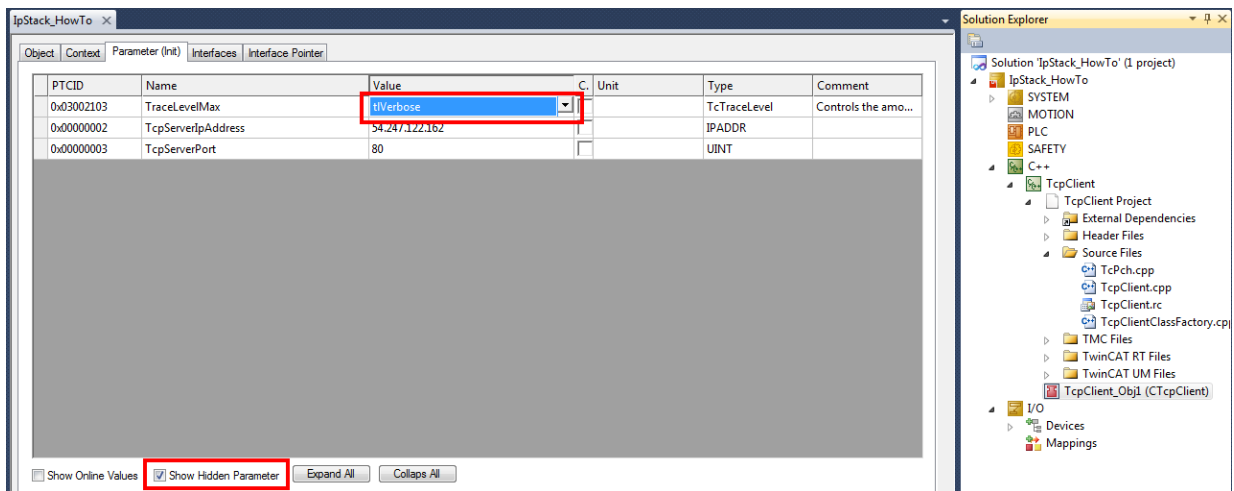 IpStack_HowTo
Object Context Parameter (Init) Interfaces Interface Pointer
PTCID Name Value C. Unit Type Comment
0x03002103 TraceLevelMax tlVerbose TcTraceLevel Controls the amo...
0x00000002 TcpServerIpAddress 54.247.122.162 IPADDR
0x00000003 TcpServerPort 80 UINT
Show Online Values Show Hidden Parameter Expand All Collaps All
Solution Explorer
Solution 'IpStack_HowTo' (1 project)
IpStack_HowTo
SYSTEM
MOTION
PLC
SAFETY
C++
TcpClient
TcpClient Project
External Dependencies
Header Files
Source Files
TcPch.cpp
TcpClient.cpp
TcpClient.rc
TcpClientClassFactory.cpp
TMC Files
TwinCAT RT Files
TwinCAT UM Files
TcpClient_Obj1 (CTcpClient)
I/O
Devices
Mappings